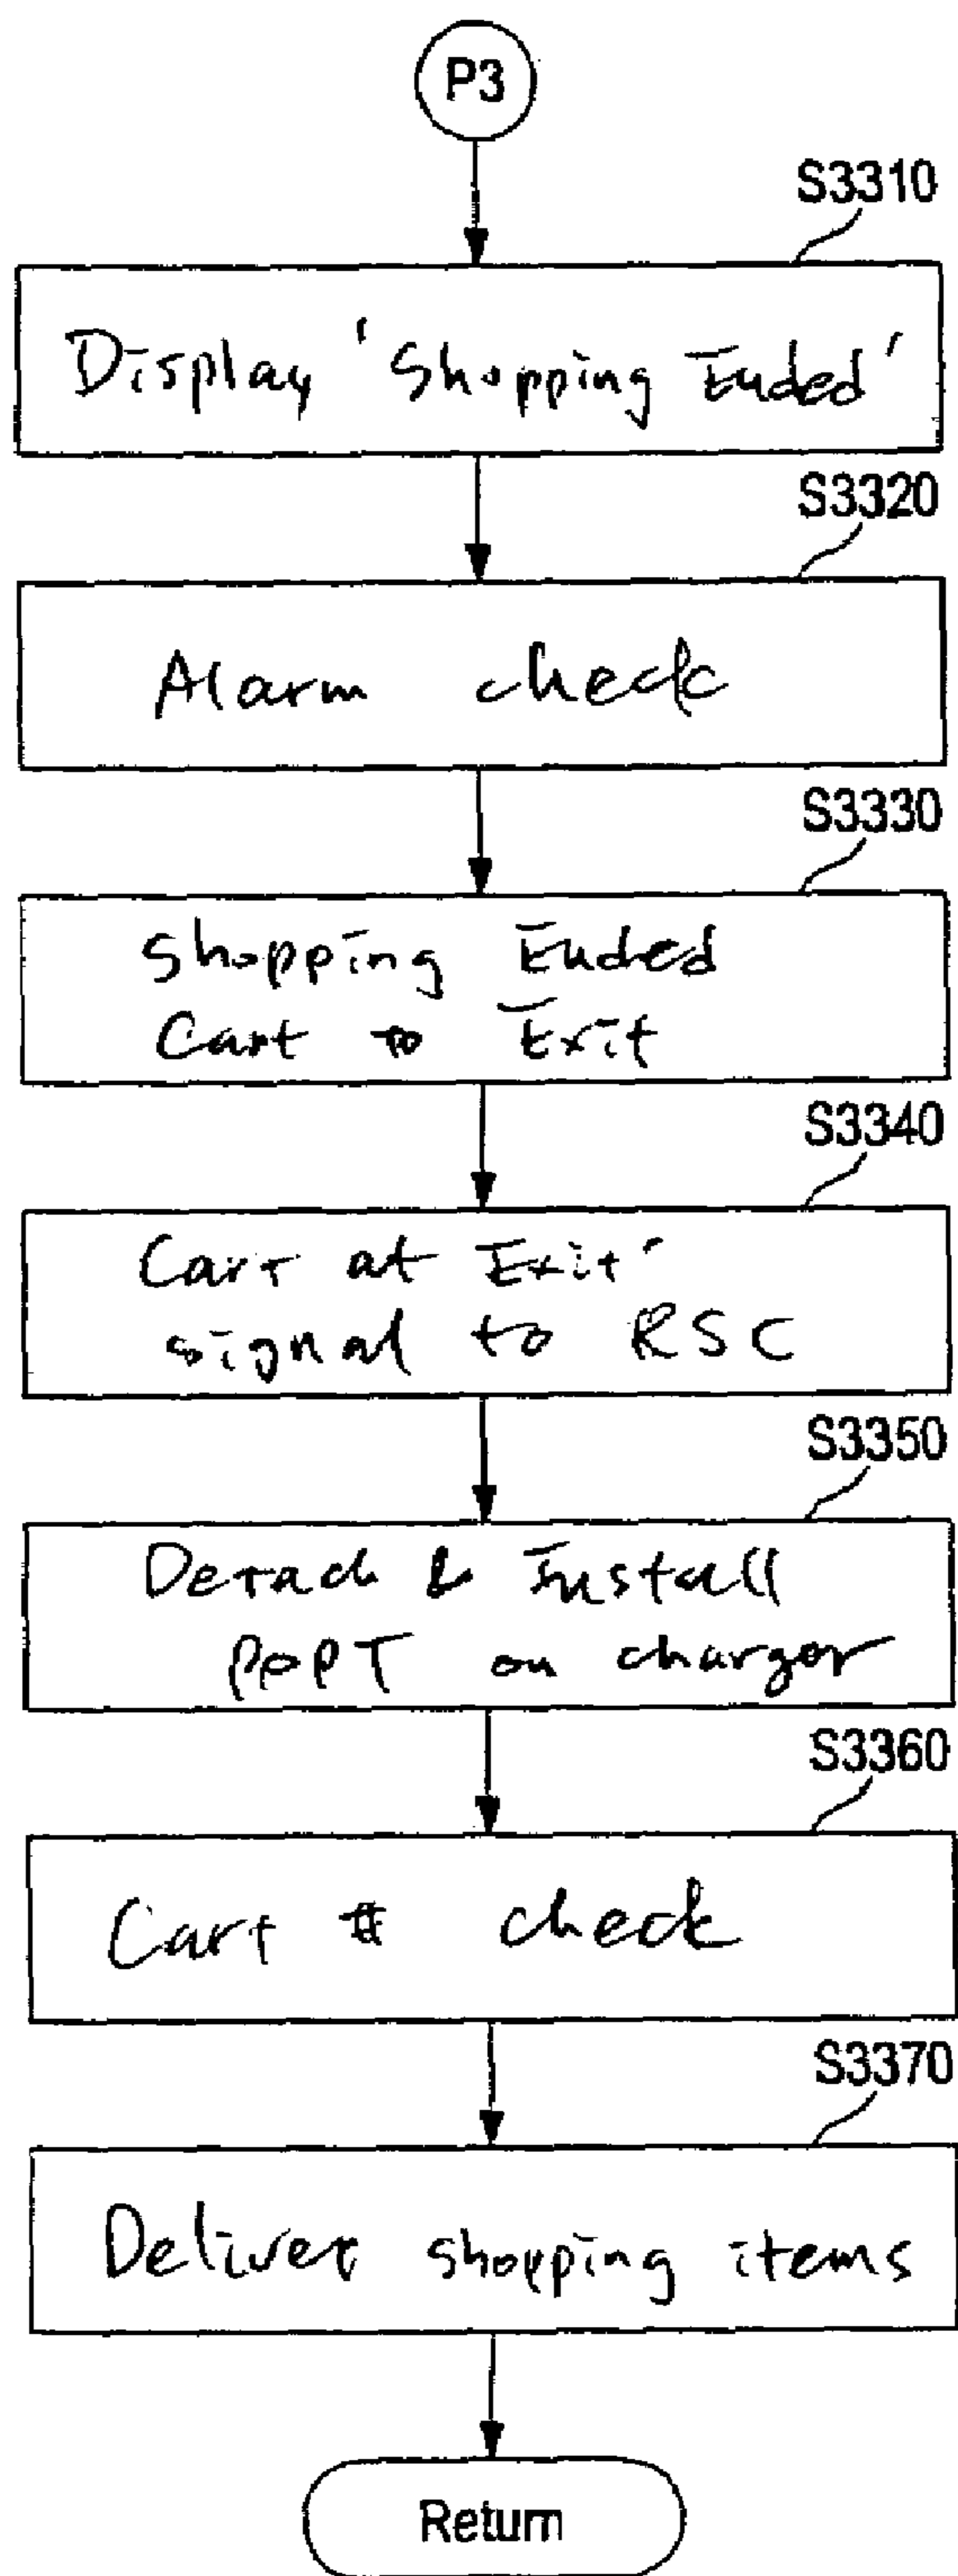 P3
S3310
Display 'Shopping Ended'
S3320
Alarm check
S3330
Shopping Ended
Cart to Exit
S3340
Cart at Exit'
signal to RSC
S3350
Detach & Install
POPT on charger
S3360
Cart # check
S3370
Deliver shopping items
Return